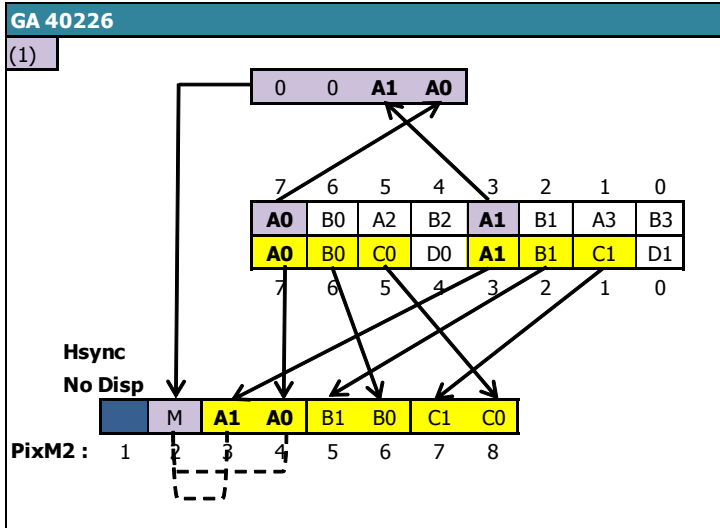 GA 40226
(1)
0 0 A1 A0
7 6 5 4 3 2 1 0
A0 B0 A2 B2 A1 B1 A3 B3
A0 B0 C0 D0 A1 B1 C1 D1
7 6 5 4 3 2 1 0
Hsync
No Disp
M A1 A0 B1 B0 C1 C0
PixM2 : 1 2 3 4 5 6 7 8